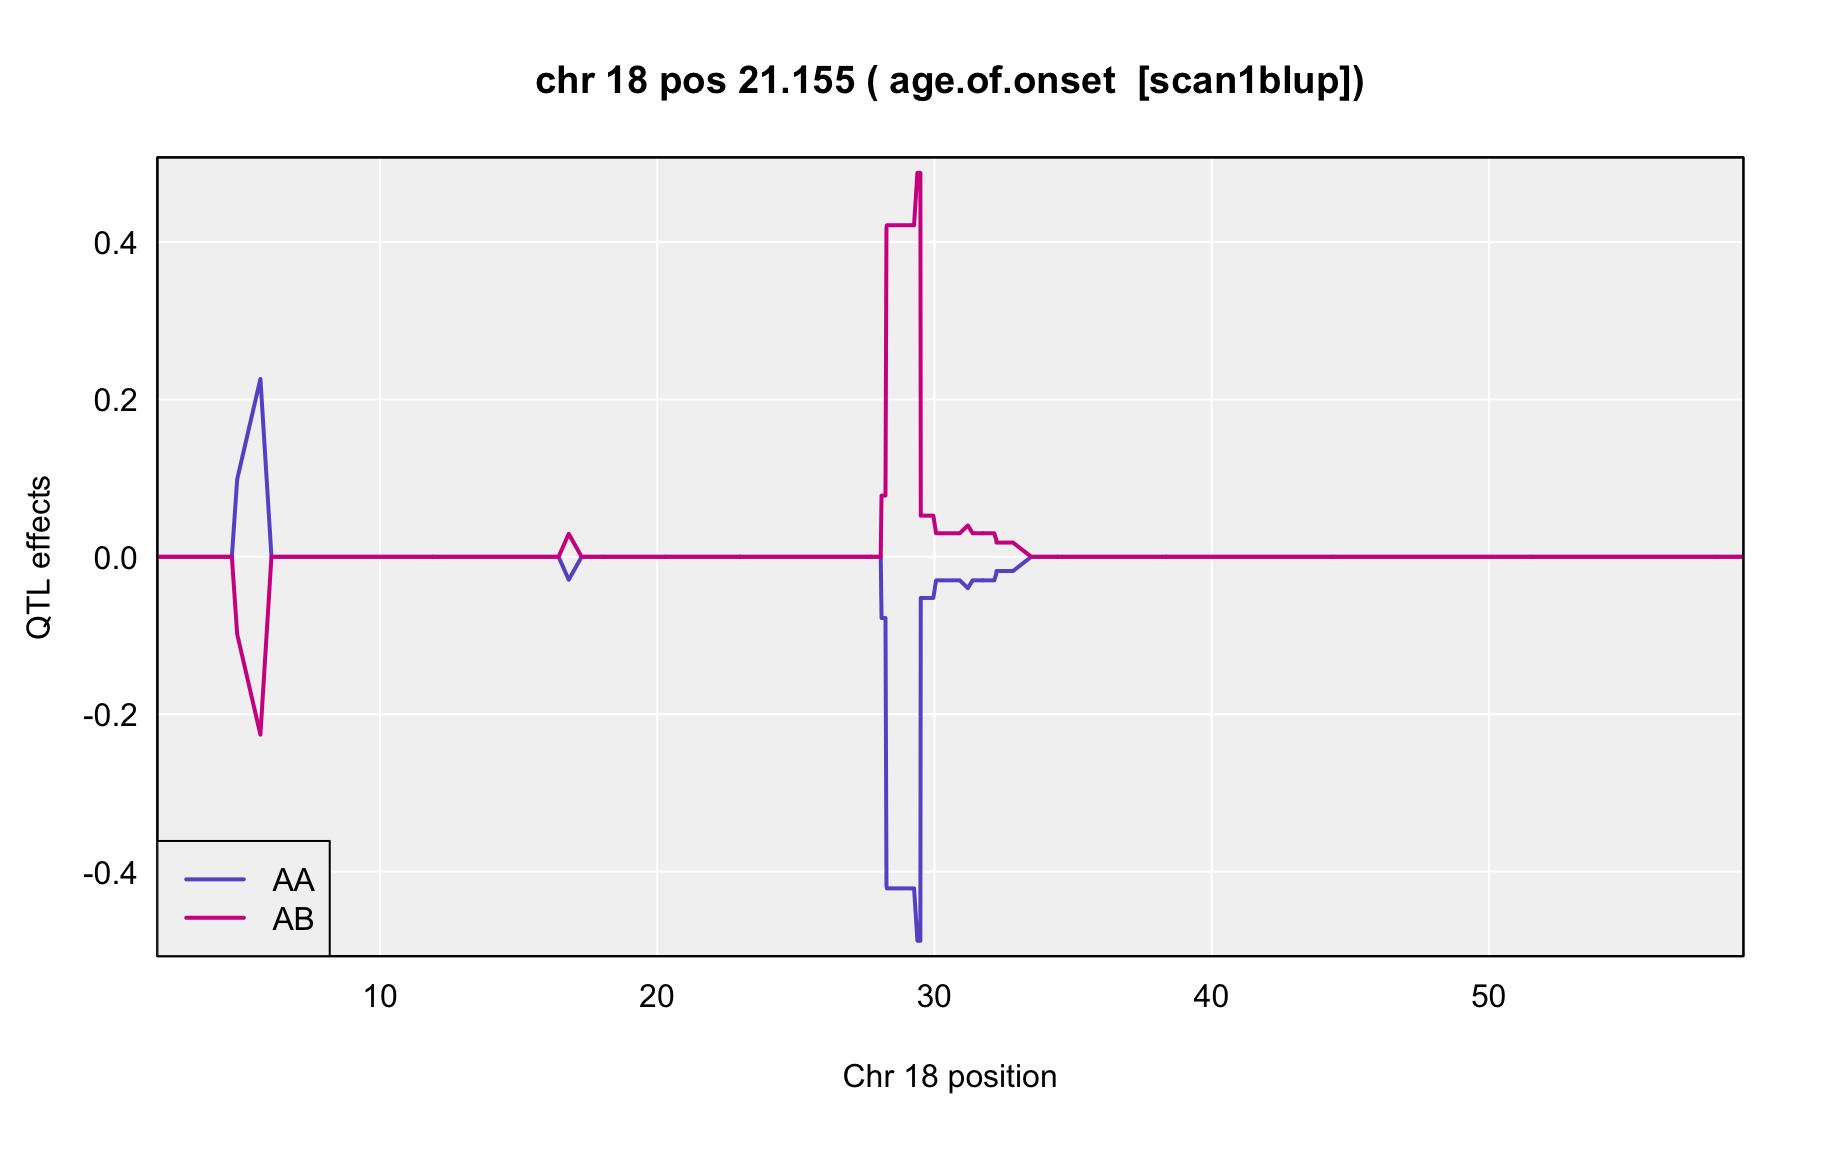 chr 18 pos 21.155 ( age.of.onset  [scan1blup])
QTL effects
0.4
0.2
0.0
-0.2
-0.4
AA
AB
10 20 30 40 50
Chr 18 position